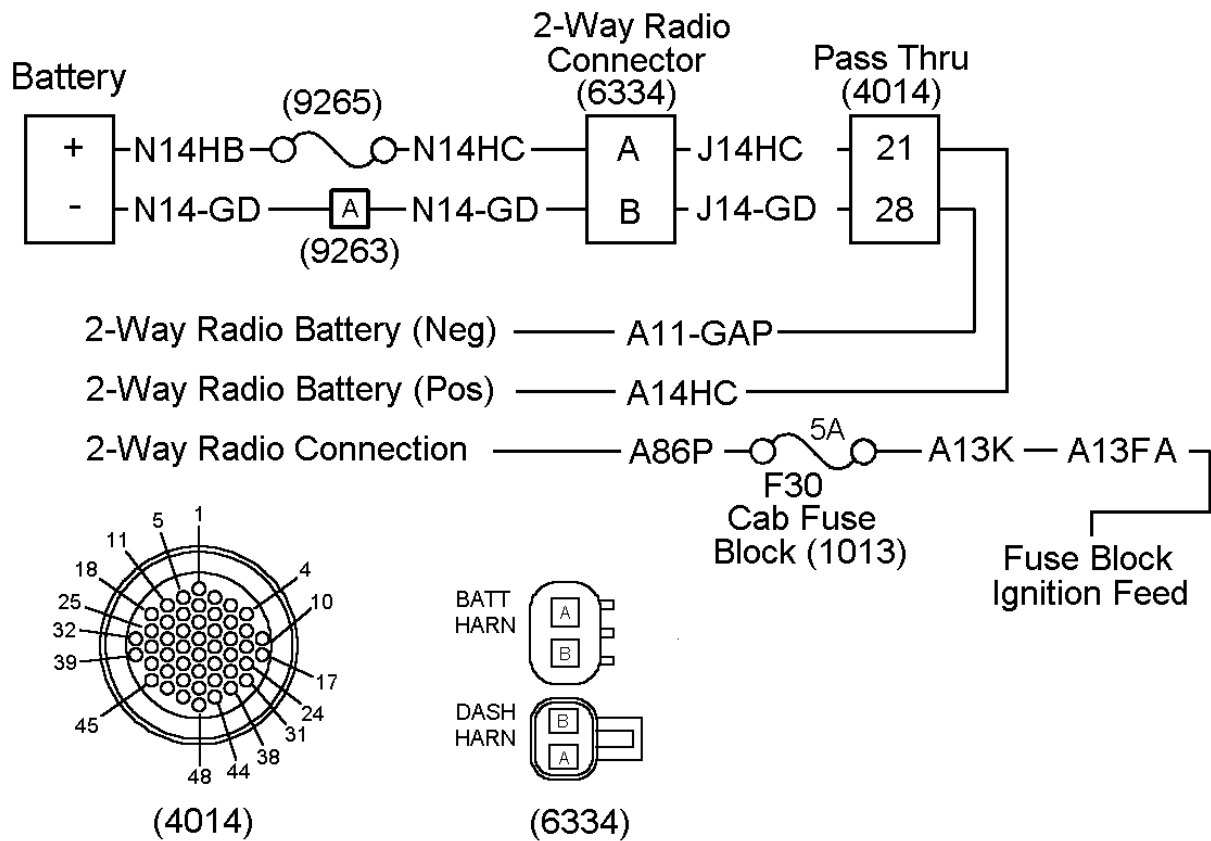 2-Way Radio
Connector
(6334)
Pass Thru
(4014)
Battery
(9265)
+ N14HB N14HC A J14HC 21
- N14-GD A N14-GD B J14-GD 28
(9263)
2-Way Radio Battery (Neg) A11-GAP
2-Way Radio Battery (Pos) A14HC
2-Way Radio Connection A86P 5A A13K A13FA
F30
Cab Fuse
Block (1013)
Fuse Block
Ignition Feed
1
5
11
18
25
32
39
45
48
44
38
31
24
17
10
4
(4014)
BATT
HARN
A
B
DASH
HARN
B
A
(6334)